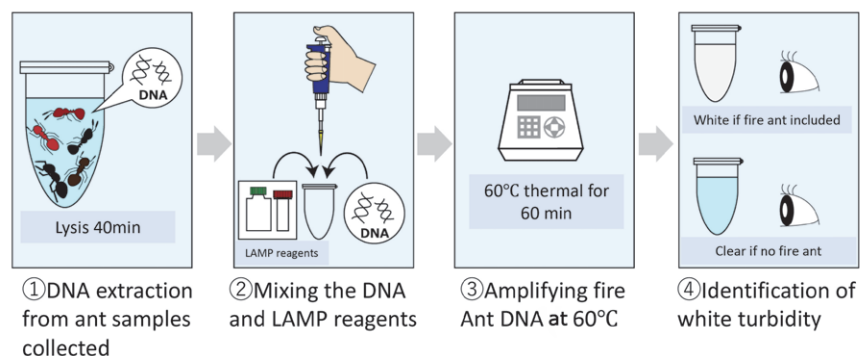 DNA
Lysis 40min
①DNA extraction
from ant samples
collected
LAMP reagents
DNA
②Mixing the DNA
and LAMP reagents
60℃ thermal for
60 min
③Amplifying fire
Ant DNA at 60℃
White if fire ant included
Clear if no fire ant
④Identification of
white turbidity